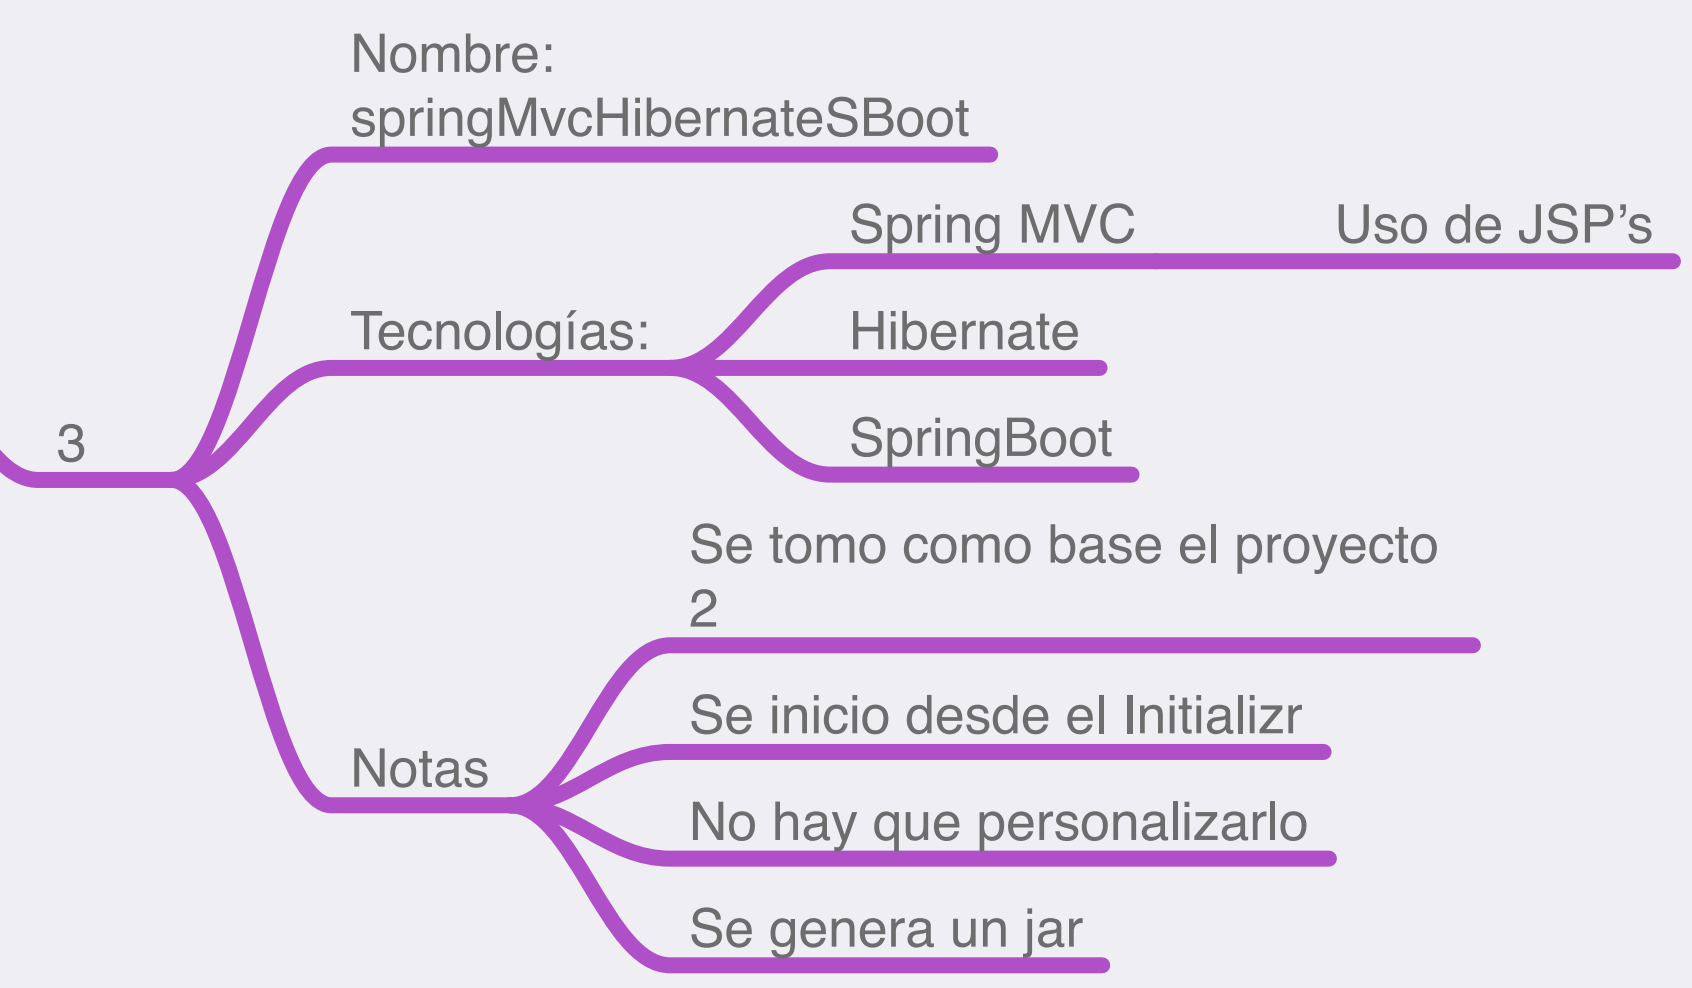 3
Nombre:
springMvcHibernateSBoot
Tecnologías:
Spring MVC
Uso de JSP’s
Hibernate
SpringBoot
Notas
Se tomo como base el proyecto
2
Se inicio desde el Initializr
No hay que personalizarlo
Se genera un jar